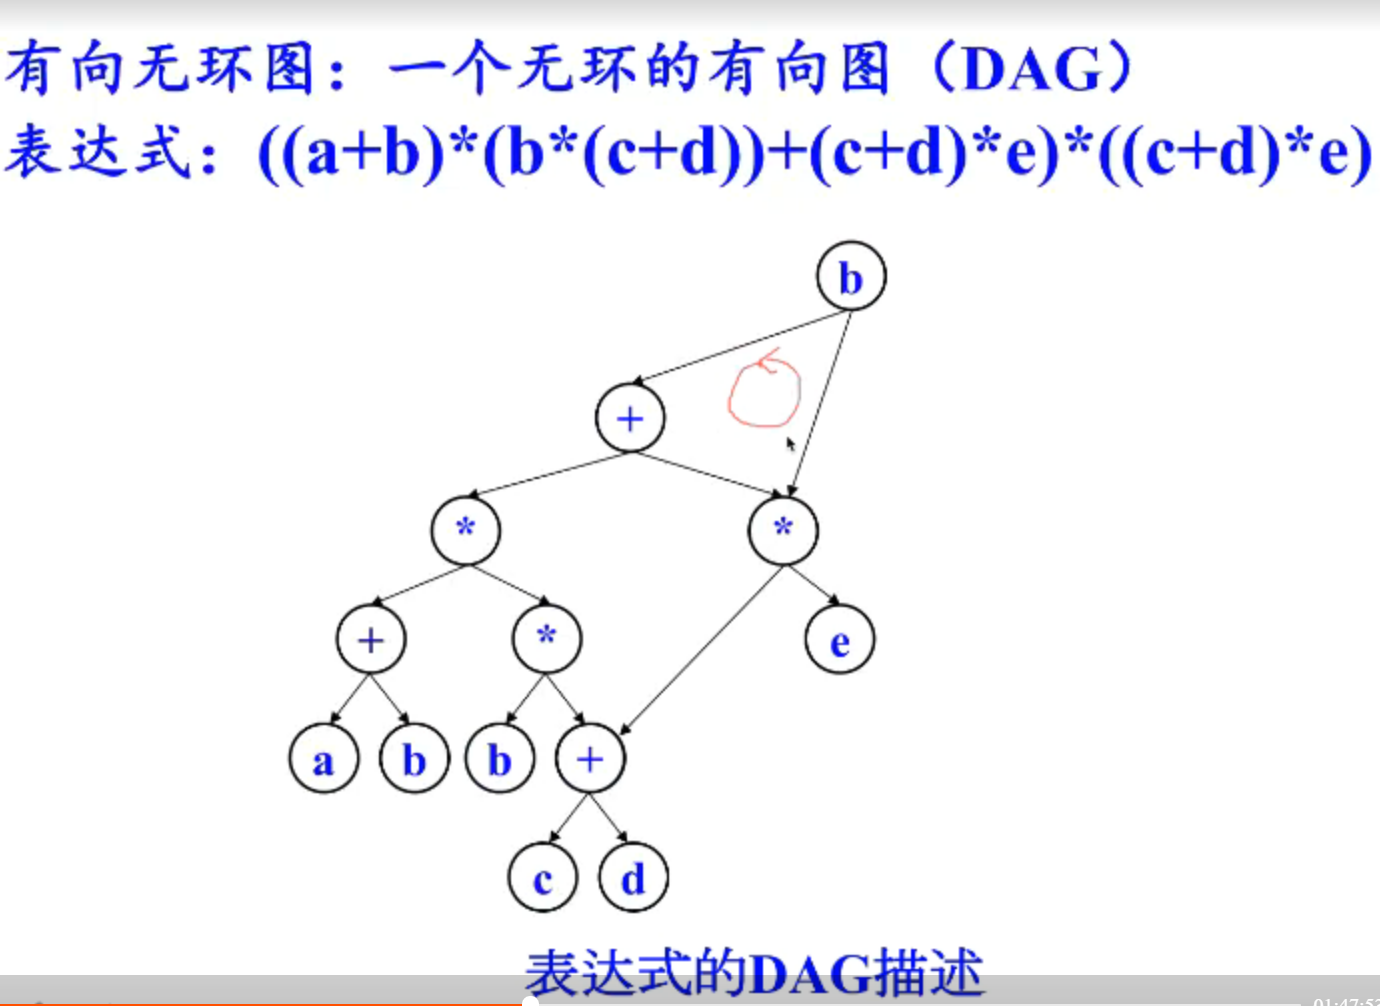 有向无环图：一个无环的有向图（DAG）
表达式：((a+b)*(b*(c+d))+(c+d)*e)*((c+d)*e)
b
+
* *
+ * e
a b b +
c d
表达式的DAG描述